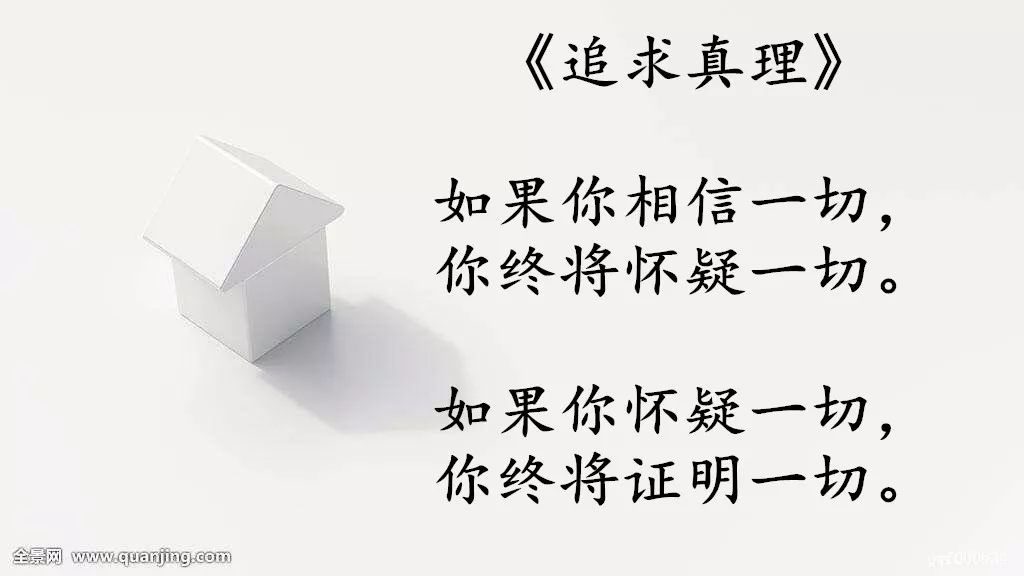 《追求真理》
如果你相信一切，
你终将怀疑一切。
如果你怀疑一切，
你终将证明一切。
全景网 www.quanjing.com